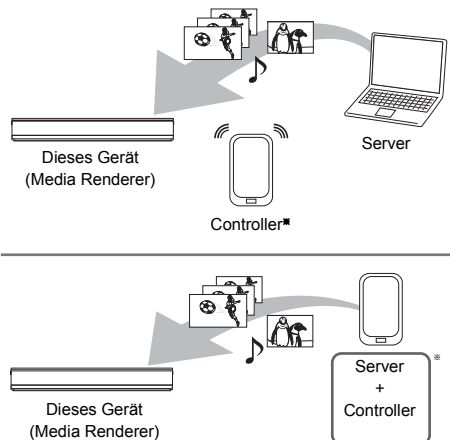 Server
Dieses Gerät
(Media Renderer)
Controller※
Server
+
Controller
※
Dieses Gerät
(Media Renderer)